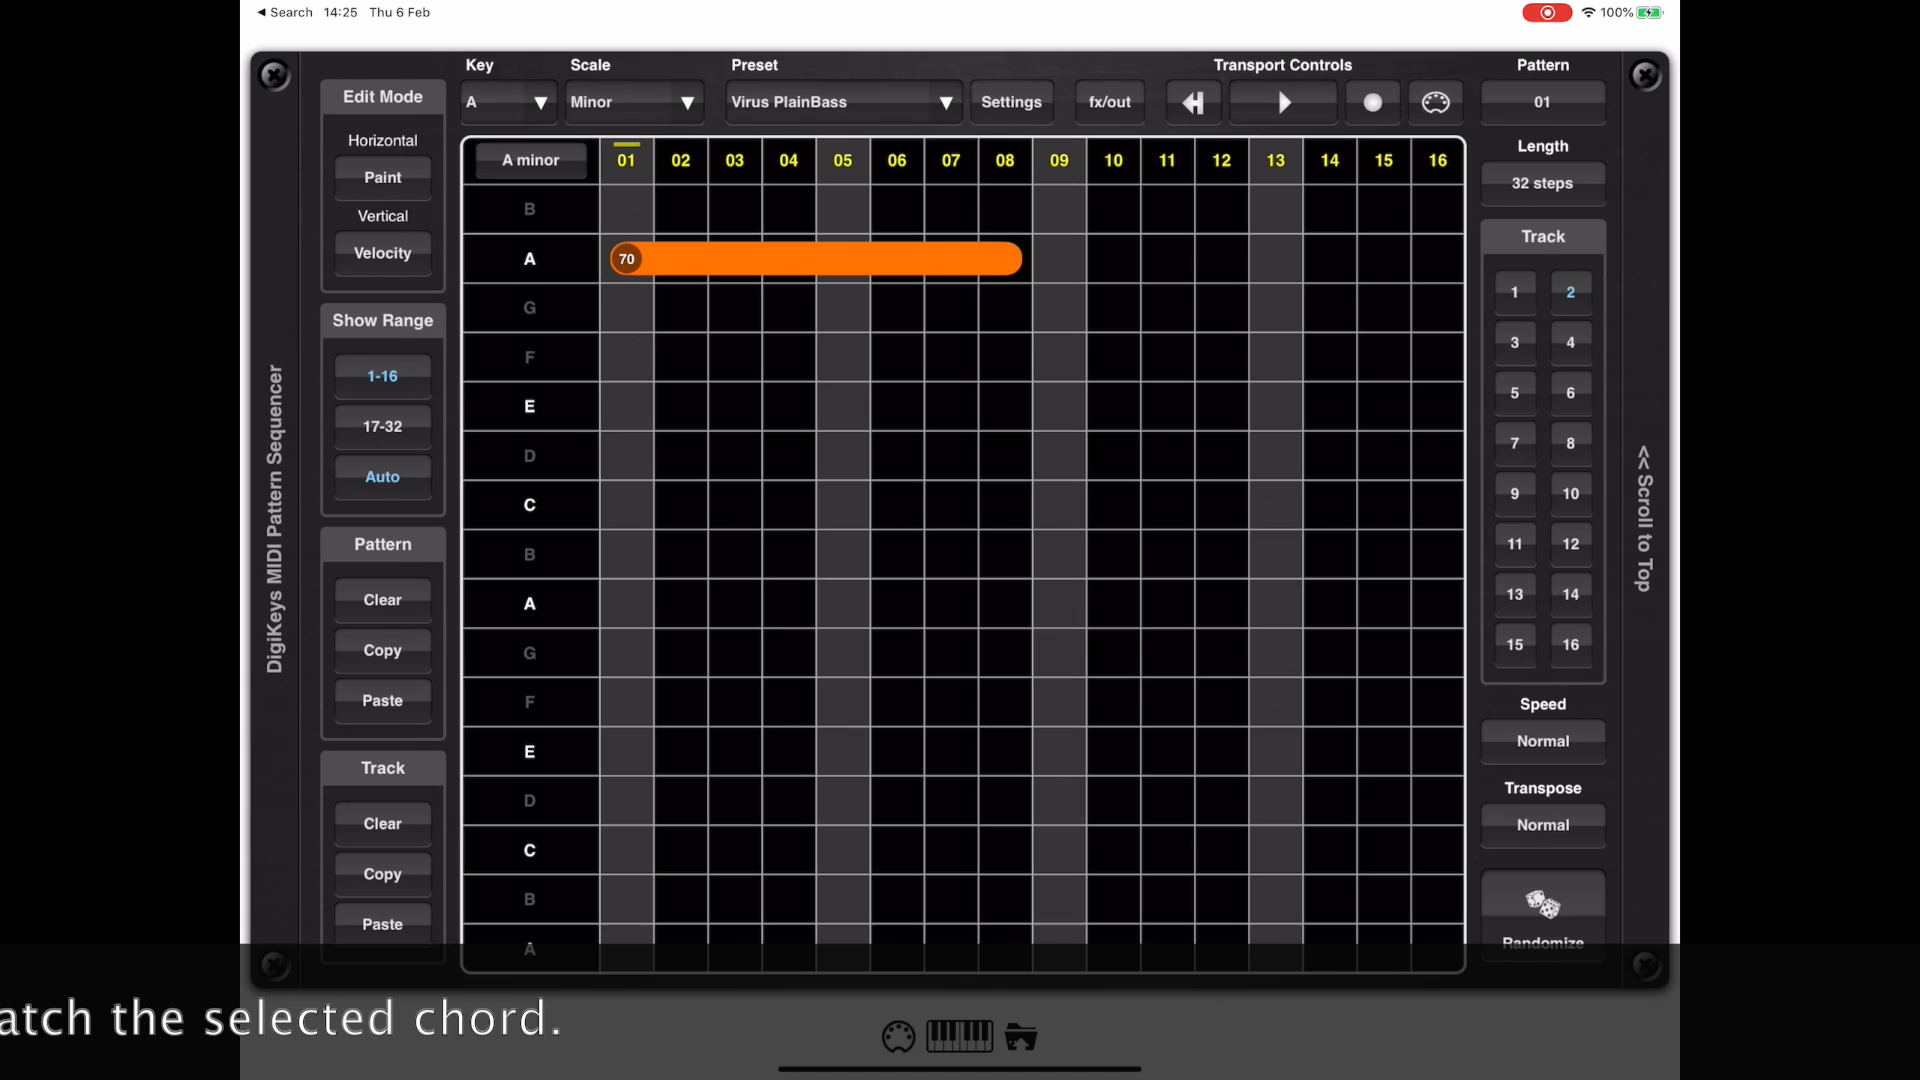 Search 14:25 Thu 6 Feb
100%
Key
Scale
Preset
Transport Controls
Pattern
A
Minor
Virus PlainBass
Settings
fx/out
01
Edit Mode
Horizontal
Paint
Vertical
Velocity
Show Range
1-16
17-32
Auto
Pattern
Clear
Copy
Paste
Track
Clear
Copy
Paste
DigiKeys MIDI Pattern Sequencer
A minor 01 02 03 04 05 06 07 08 09 10 11 12 13 14 15 16
B
A 70
G
F
E
D
C
B
A
G
F
E
D
C
B
A
Length
32 steps
Track
1 2
3 4
5 6
7 8
9 10
11 12
13 14
15 16
Speed
Normal
Transpose
Normal
Randomize
<< Scroll to Top
atch the selected chord.